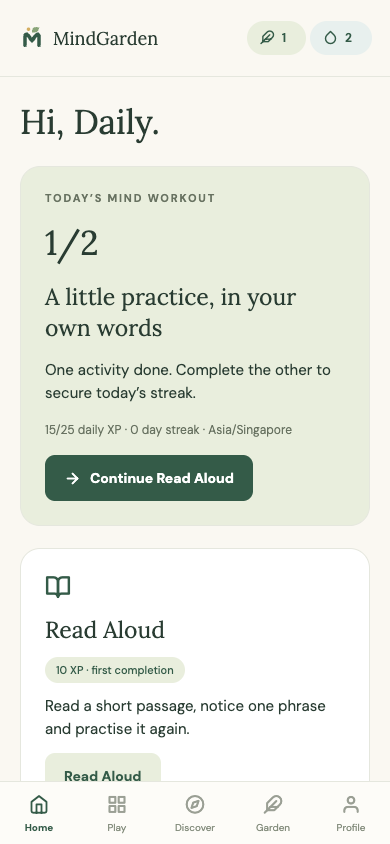 MindGarden
1
2
Hi, Daily.
TODAY'S MIND WORKOUT
1/2
A little practice, in your
own words
One activity done. Complete the other to
secure today's streak.
15/25 daily XP · 0 day streak · Asia/Singapore
Continue Read Aloud
Read Aloud
10 XP · first completion
Read a short passage, notice one phrase
and practise it again.
Read Aloud
Home
Play
Discover
Garden
Profile